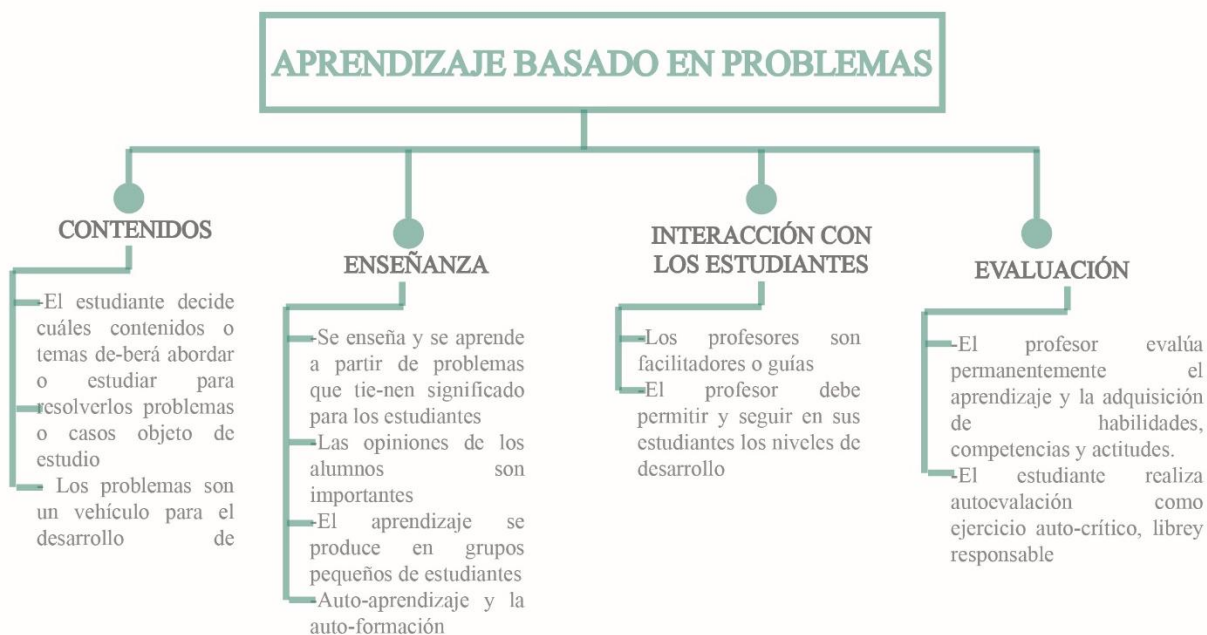 APRENDIZAJE BASADO EN PROBLEMAS
CONTENIDOS
-El estudiante decide
cuáles contenidos o
temas de-berá abordar
o estudiar para
resolverlos problemas
o casos objeto de
estudio
- Los problemas son
un vehículo para el
desarrollo de
ENSEÑANZA
-Se enseña y se aprende
a partir de problemas
que tie-nen significado
para los estudiantes
-Las opiniones de los
alumnos son
importantes
-El aprendizaje se
produce en grupos
pequeños de estudiantes
-Auto-aprendizaje y la
auto-formación
INTERACCIÓN CON
LOS ESTUDIANTES
-Los profesores son
facilitadores o guías
-El profesor debe
permitir y seguir en sus
estudiantes los niveles de
desarrollo
EVALUACIÓN
-El profesor evalúa
permanentemente el
aprendizaje y la adquisición
de habilidades,
competencias y actitudes.
-El estudiante realiza
autoevalación como
ejercicio auto-crítico, librey
responsable